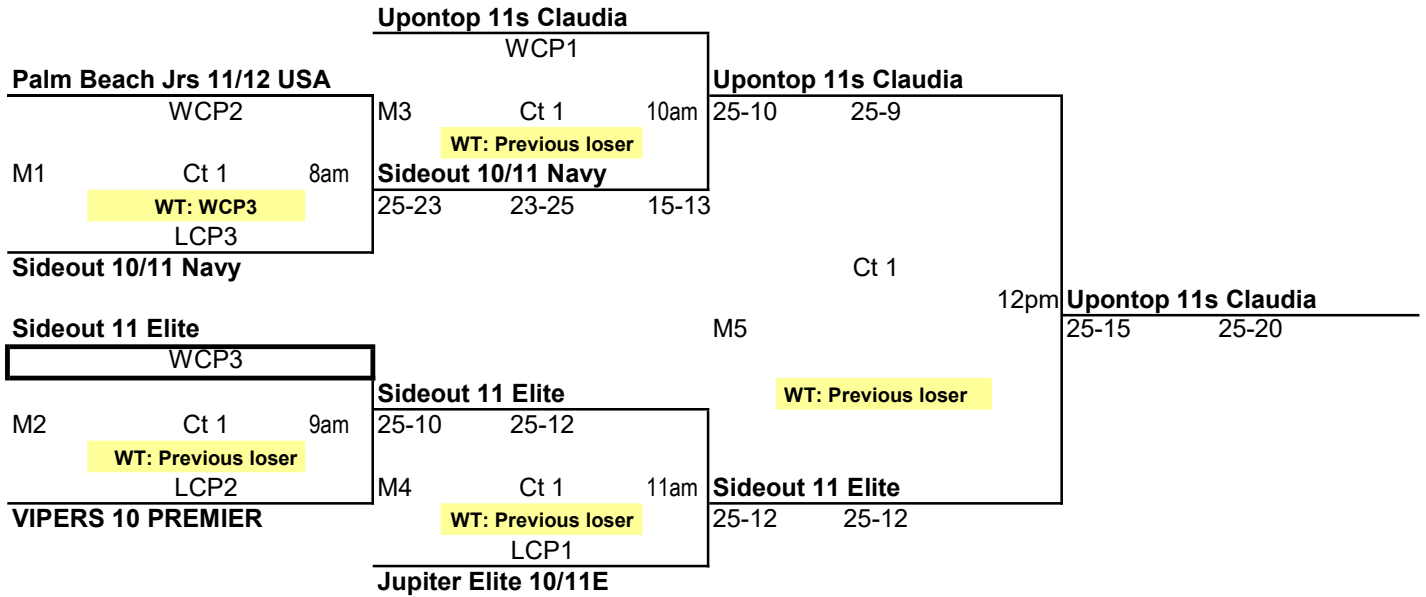 Upontop 11s Claudia
WCP1
Palm Beach Jrs 11/12 USA Upontop 11s Claudia
WCP2 M3 Ct 1 10am 25-10 25-9
WT: Previous loser
M1 Ct 1 8am Sideout 10/11 Navy
WT: WCP3 25-23 23-25 15-13
LCP3
Sideout 10/11 Navy Ct 1
12pm Upontop 11s Claudia
Sideout 11 Elite M5 25-15 25-20
WCP3
Sideout 11 Elite WT: Previous loser
M2 Ct 1 9am 25-10 25-12
WT: Previous loser
LCP2 M4 Ct 1 11am Sideout 11 Elite
VIPERS 10 PREMIER WT: Previous loser 25-12 25-12
LCP1
Jupiter Elite 10/11E